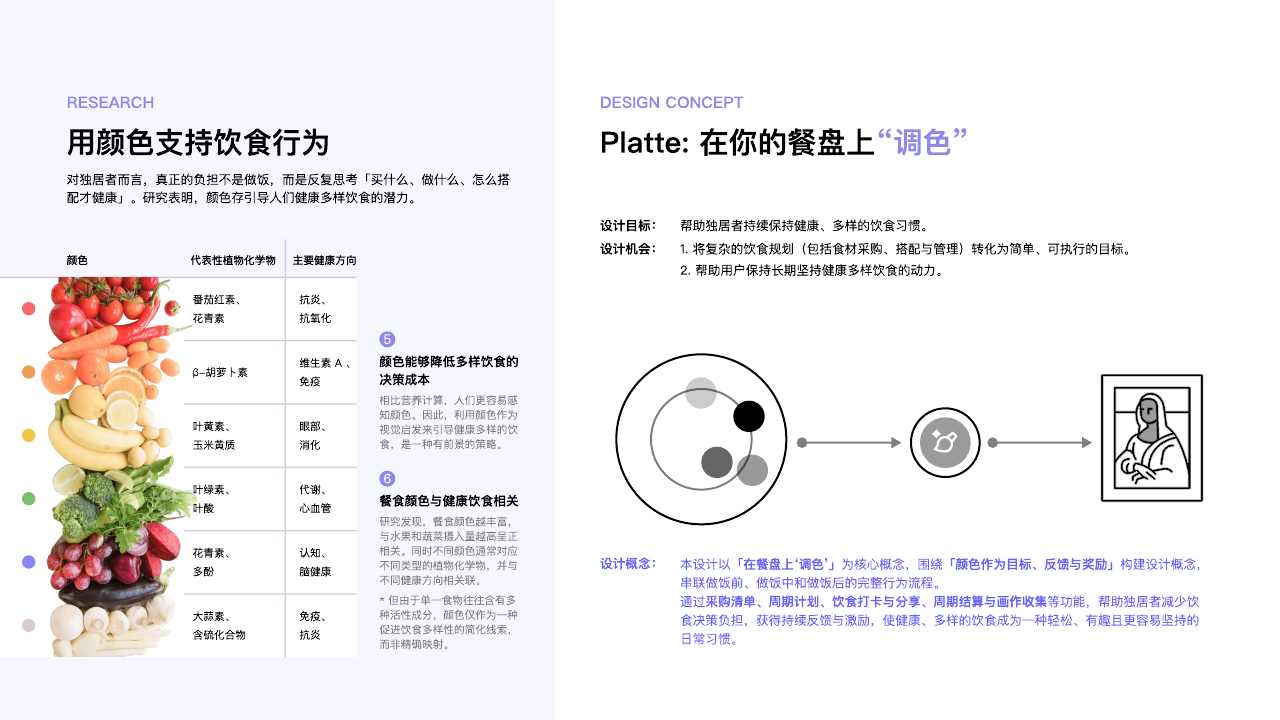 RESEARCH
用颜色支持饮食行为
对独居者而言，真正的负担不是做饭，而是反复思考「买什么、做什么、怎么搭
配才健康」。研究表明，颜色存引导人们健康多样饮食的潜力。
颜色 代表性植物化学物 主要健康方向
番茄红素、 抗炎、
花青素 抗氧化
β–胡萝卜素
维生素 A 、
免疫
叶黄素、 眼部、
玉米黄质 消化
叶绿素、 代谢、
叶酸 心血管
花青素、 认知、
多酚 脑健康
大蒜素、 免疫、
含硫化合物 抗炎
5
颜色能够降低多样饮食的
决策成本
相比营养计算，人们更容易感
知颜色。因此，利用颜色作为
视觉启发来引导健康多样的饮
食，是一种有前景的策略。
6
餐食颜色与健康饮食相关
研究发现，餐食颜色越丰富，
与水果和蔬菜摄入量越高呈正
相关。同时不同颜色通常对应
不同类型的植物化学物，并与
不同健康方向相关联。
* 但由于单一食物往往含有多
种活性成分，颜色仅作为一种
促进饮食多样性的简化线索，
而非精确映射。
DESIGN CONCEPT
Platte: 在你的餐盘上“调色”
设计目标： 帮助独居者持续保持健康、多样的饮食习惯。
设计机会： 1. 将复杂的饮食规划（包括食材采购、搭配与管理）转化为简单、可执行的目标。
2. 帮助用户保持长期坚持健康多样饮食的动力。
设计概念： 本设计以「在餐盘上‘调色’」为核心概念，围绕「颜色作为目标、反馈与奖励」构建设计概念，
串联做饭前、做饭中和做饭后的完整行为流程。
通过采购清单、周期计划、饮食打卡与分享、周期结算与画作收集等功能，帮助独居者减少饮
食决策负担，获得持续反馈与激励，使健康、多样的饮食成为一种轻松、有趣且更容易坚持的
日常习惯。